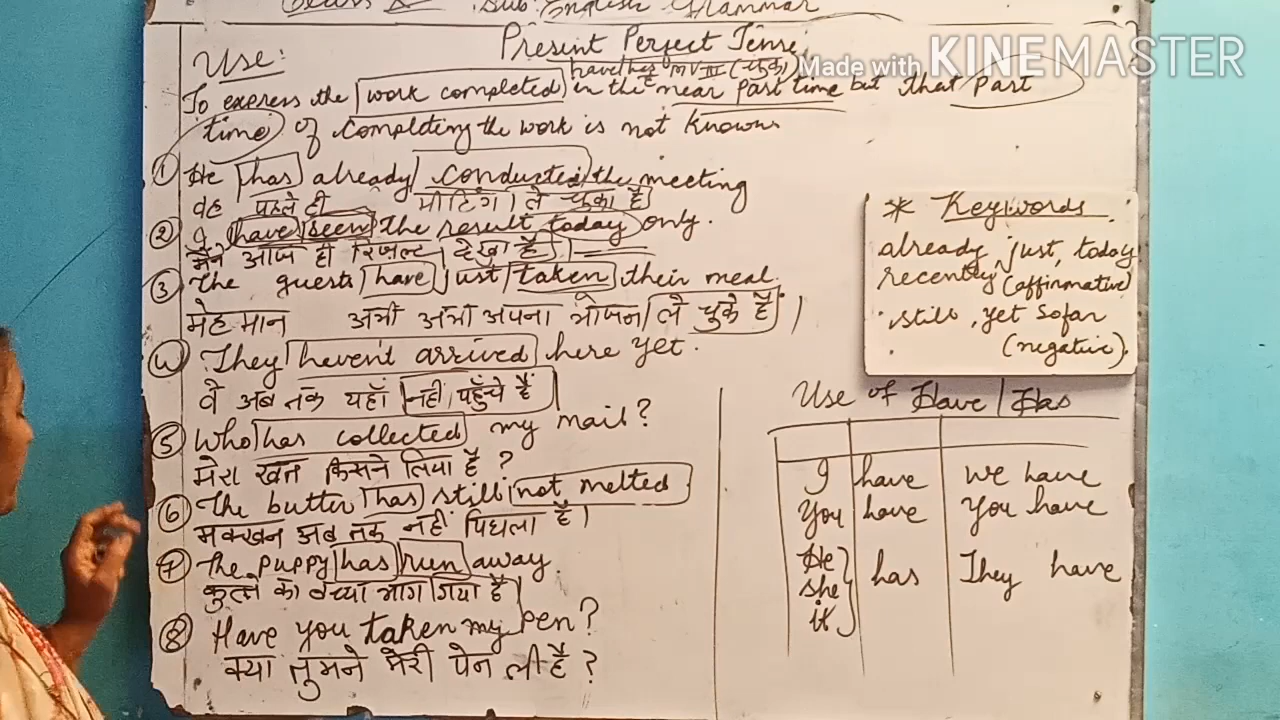 Class X Sub: English Grammar
Present Perfect Tense
Made with KINEMASTER
Use:
have/has MV III (चुका)
To express the work completed in the near part time but that Part
time of completing the work is not known
① He has already conducted the meeting
वह पहले ही मीटिंग ले चुका है
② I have seen the result today only.
मैंने आज ही रिजल्ट देखा है।
③ The guests have just taken their meal.
मेहमान अभी अभी अपना भोजन ले चुके हैं।
④ They haven't arrived here yet.
वे अब तक यहाँ नहीं पहुँचे हैं
⑤ Who has collected my mail?
मेरा खत किसने लिया है?
⑥ The butter has still not melted
मक्खन अब तक नहीं पिघला है।
⑦ The puppy has run away.
कुत्ते का बच्चा भाग गया है।
⑧ Have you taken my Pen?
क्या तुमने मेरी पेन ली है?
* Keywords
already, just, today
recently (affirmative)
still, yet sofar
(negative).
Use of Have/Has
I have we have
You have You have
He
she has They have
it